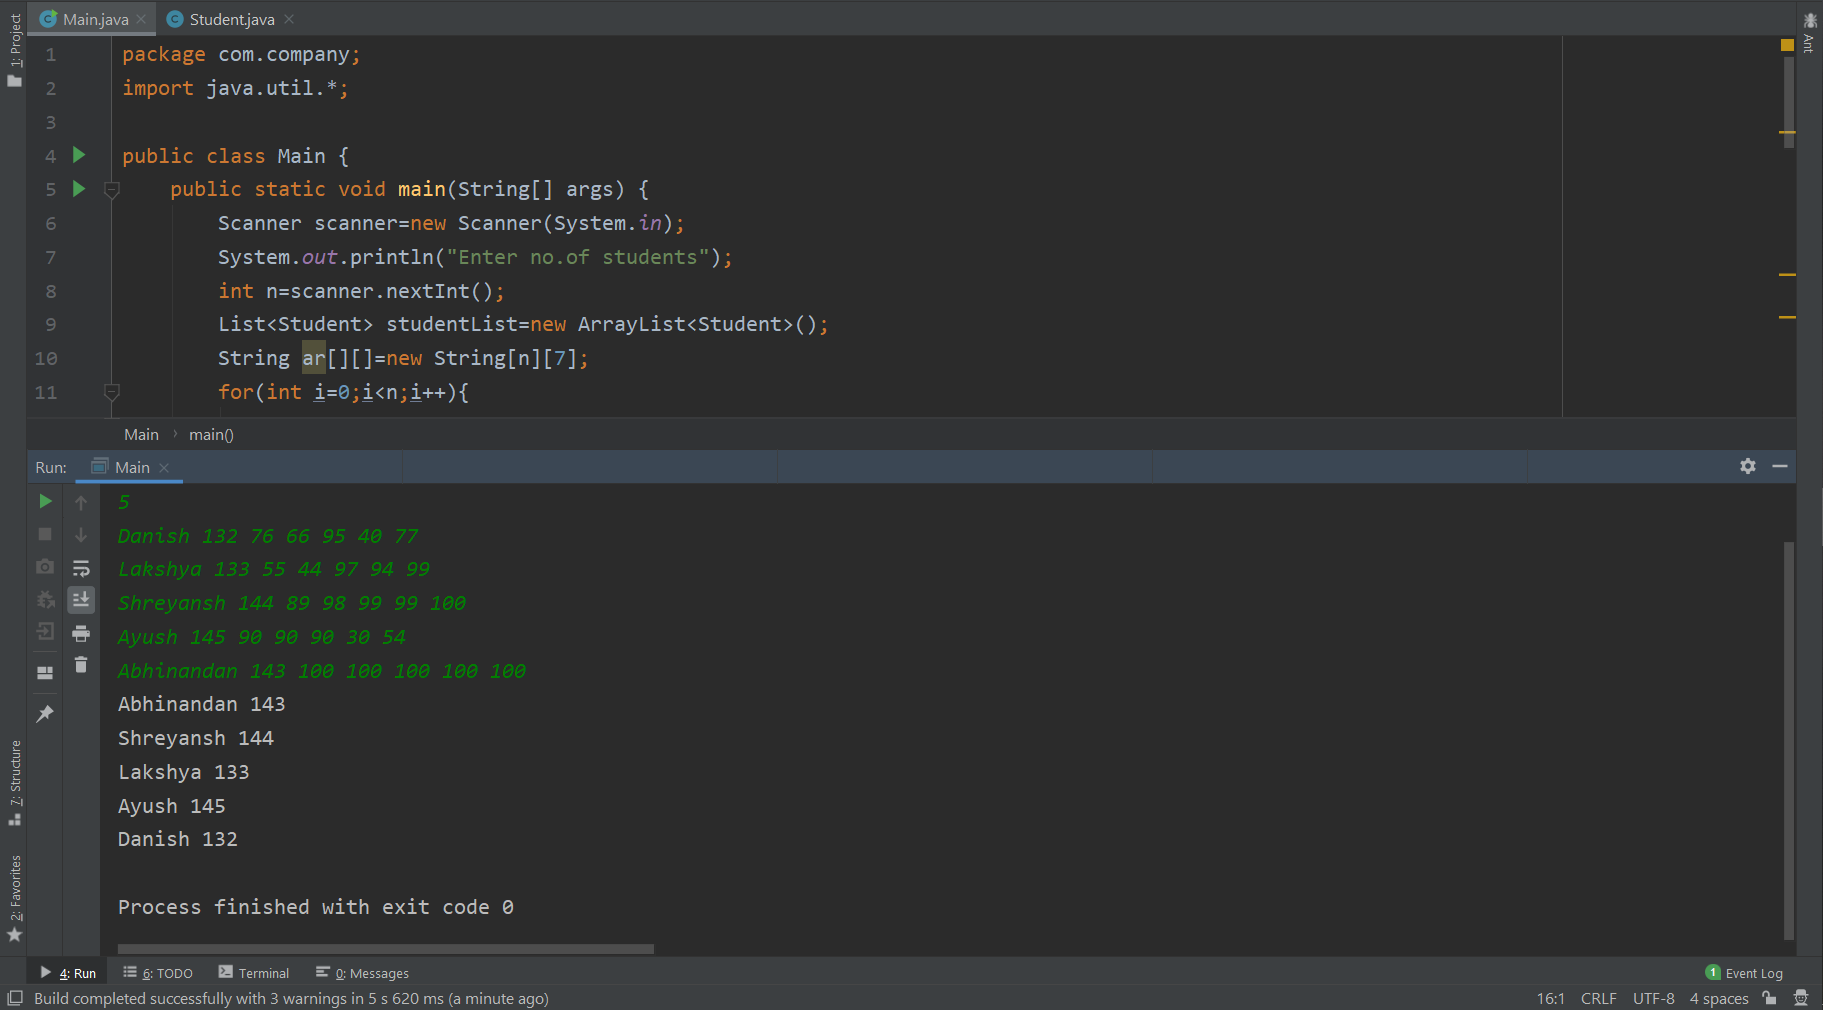 Main.java
Student.java
1: Project
Ant
1 package com.company;
2 import java.util.*;
3
4 public class Main {
5 public static void main(String[] args) {
6 Scanner scanner=new Scanner(System.in);
7 System.out.println("Enter no.of students");
8 int n=scanner.nextInt();
9 List<Student> studentList=new ArrayList<Student>();
10 String ar[][]=new String[n][7];
11 for(int i=0;i<n;i++){
Main › main()
Run: Main
5
Danish 132 76 66 95 40 77
Lakshya 133 55 44 97 94 99
Shreyansh 144 89 98 99 99 100
Ayush 145 90 90 90 30 54
Abhinandan 143 100 100 100 100 100
Abhinandan 143
Shreyansh 144
Lakshya 133
Ayush 145
Danish 132
Process finished with exit code 0
7: Structure
2: Favorites
4: Run 6: TODO Terminal 0: Messages 1 Event Log
Build completed successfully with 3 warnings in 5 s 620 ms (a minute ago) 16:1 CRLF UTF-8 4 spaces